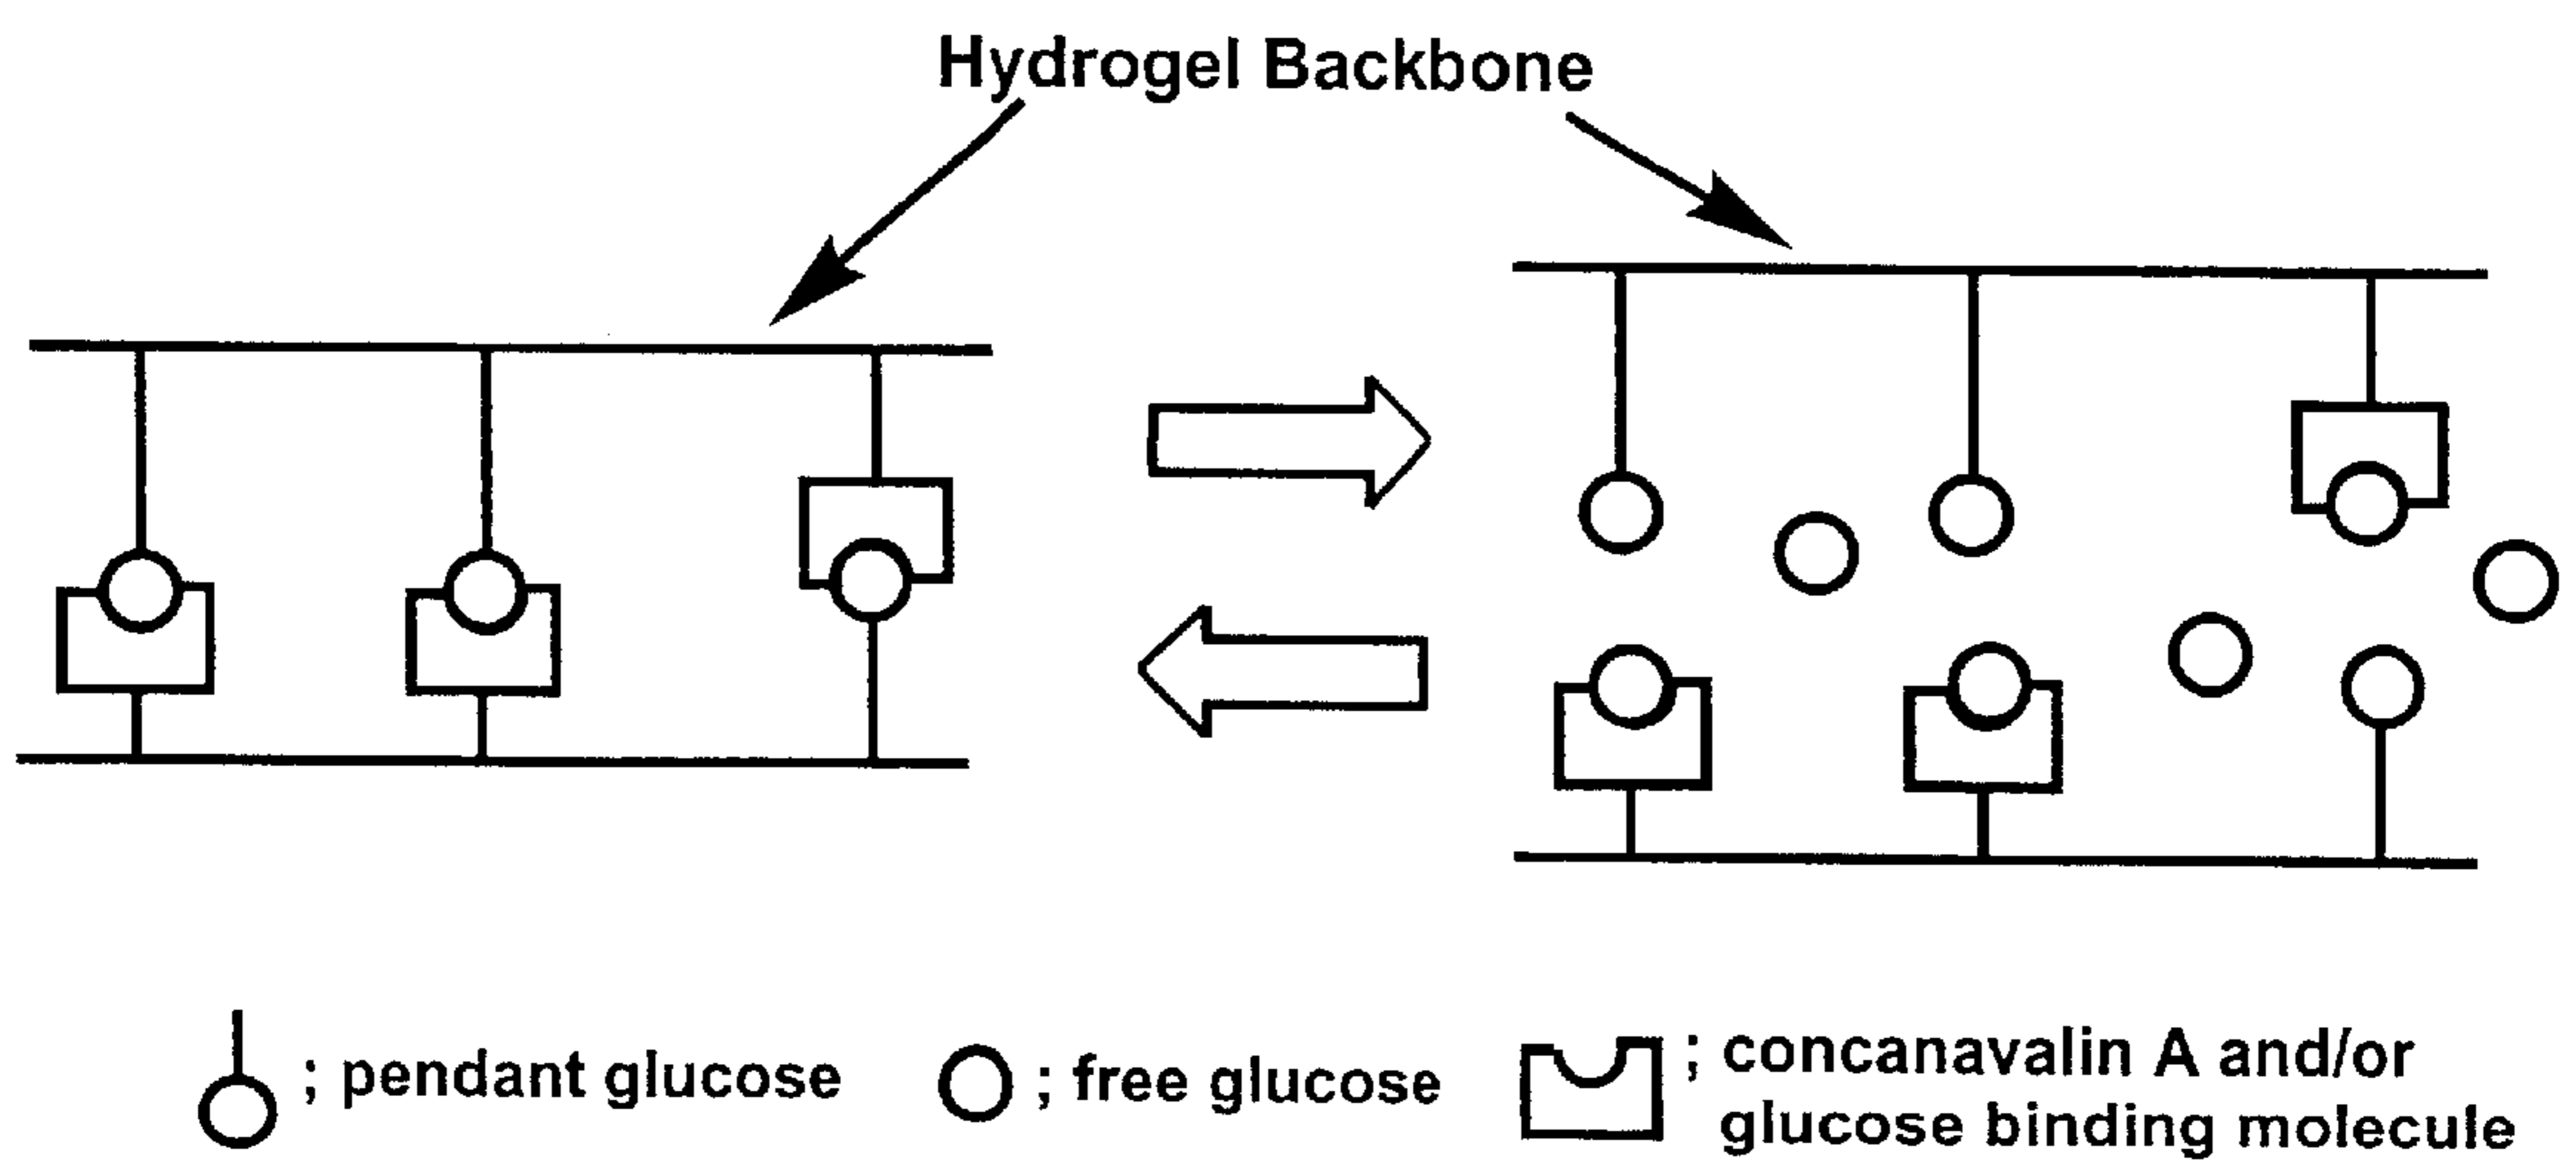 Hydrogel Backbone
; pendant glucose
; free glucose
; concanavalin A and/or
glucose binding molecule